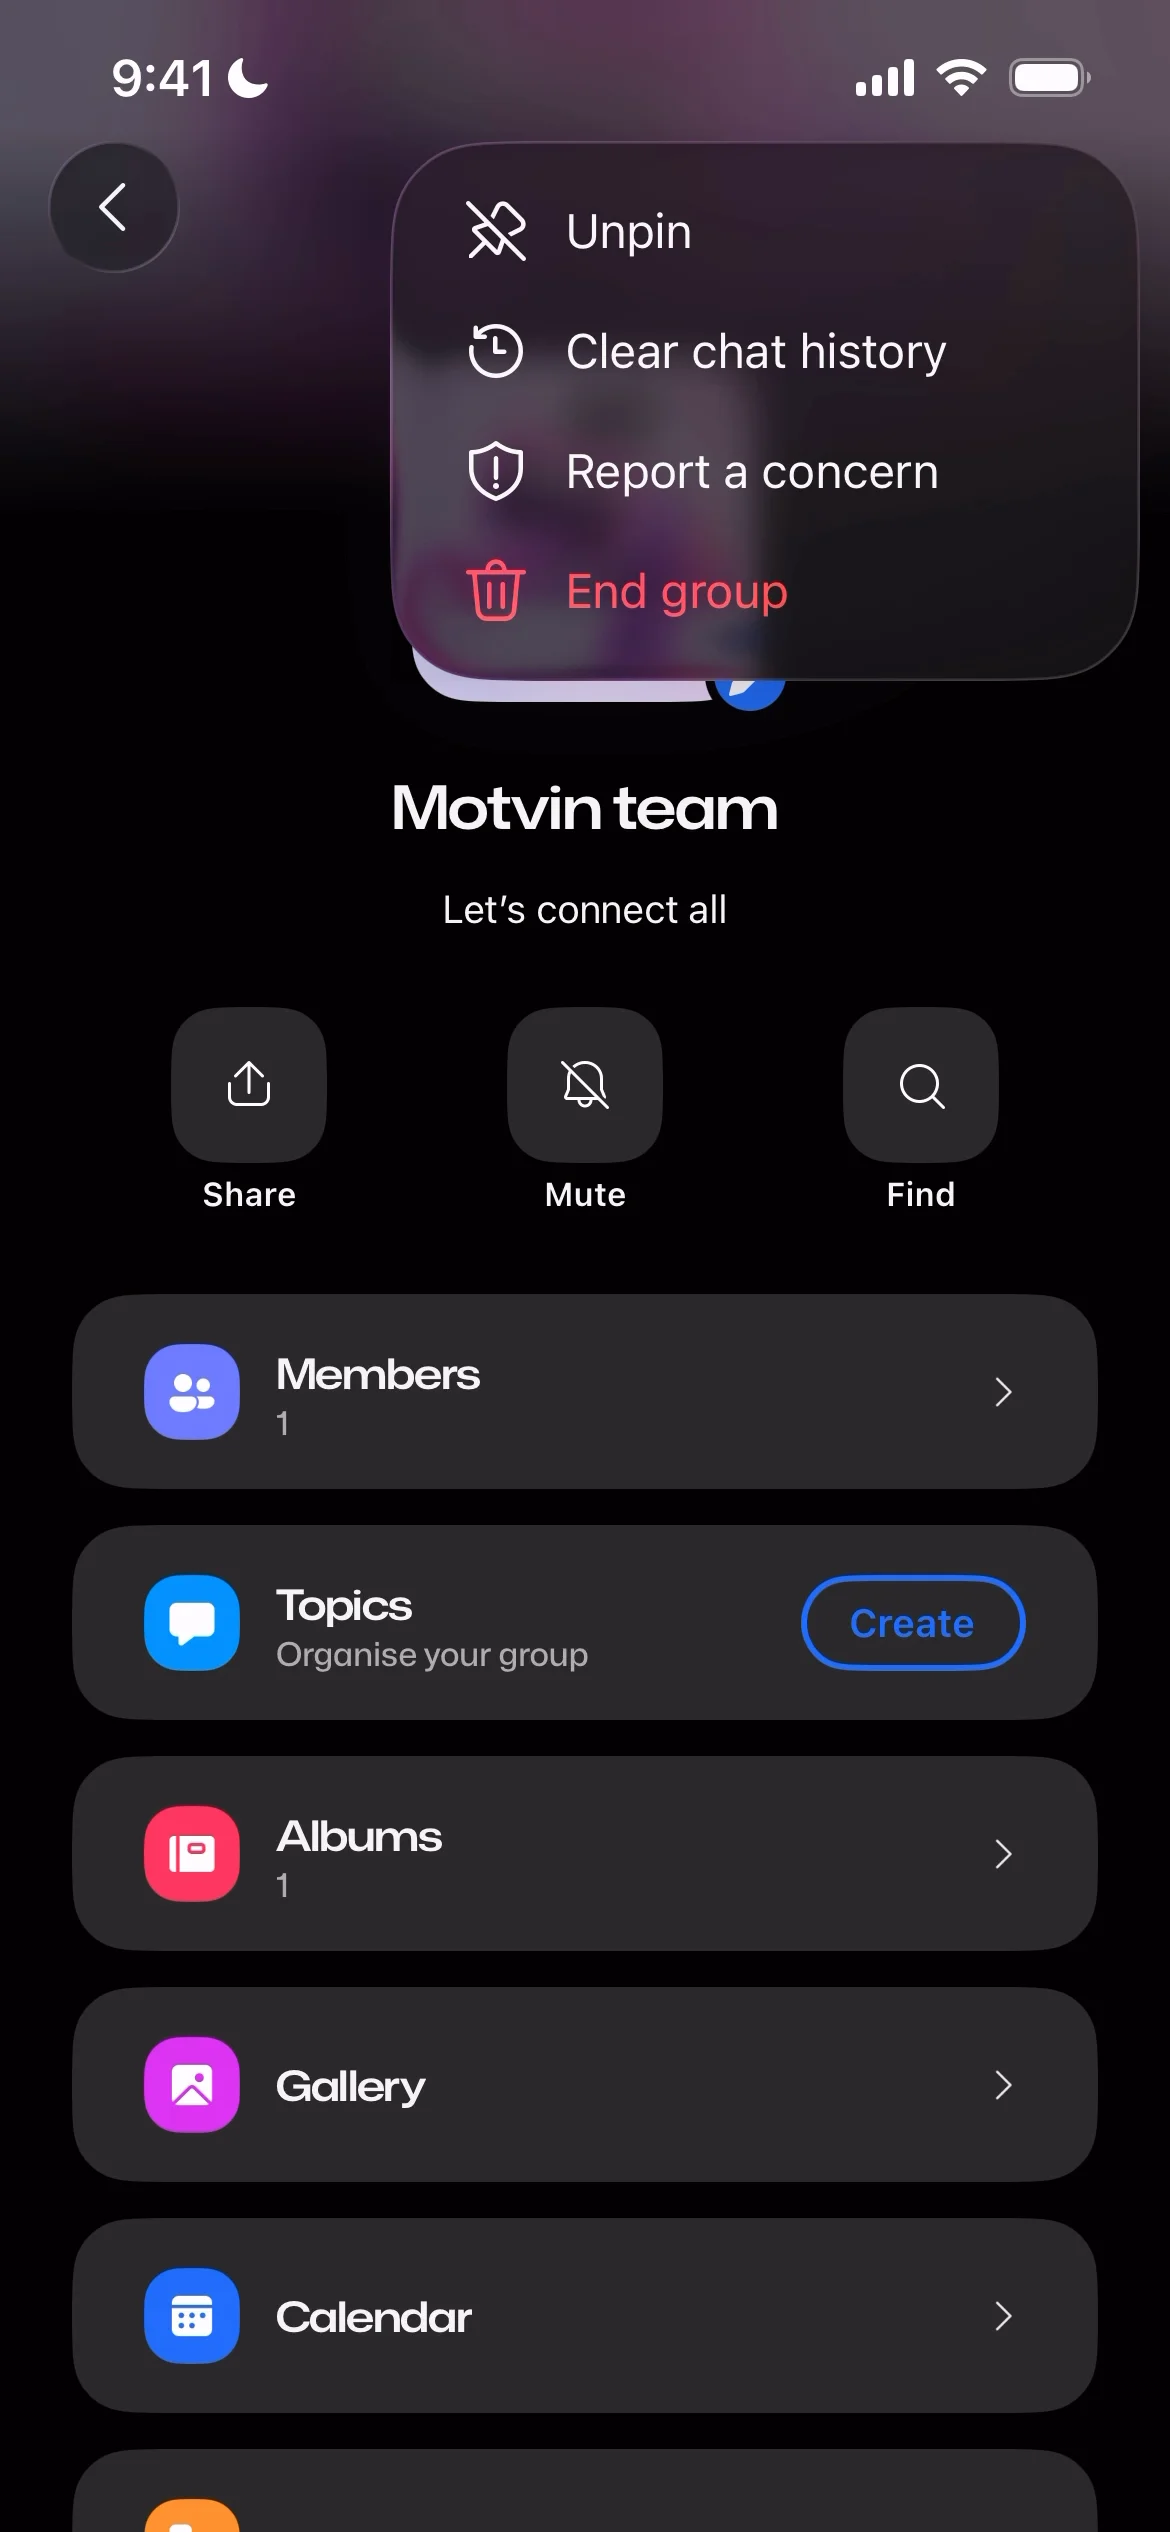 9:41
Unpin
Clear chat history
Report a concern
End group
Motvin team
Let's connect all
Share
Mute
Find
Members
1
Topics
Organise your group
Create
Albums
1
Gallery
Calendar